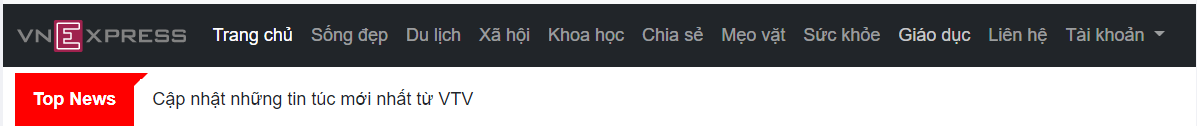 VNEXPRESS Trang chủ Sống đẹp Du lịch Xã hội Khoa học Chia sẻ Mẹo vặt Sức khỏe Giáo dục Liên hệ Tài khoản
Top News Cập nhật những tin túc mới nhất từ VTV